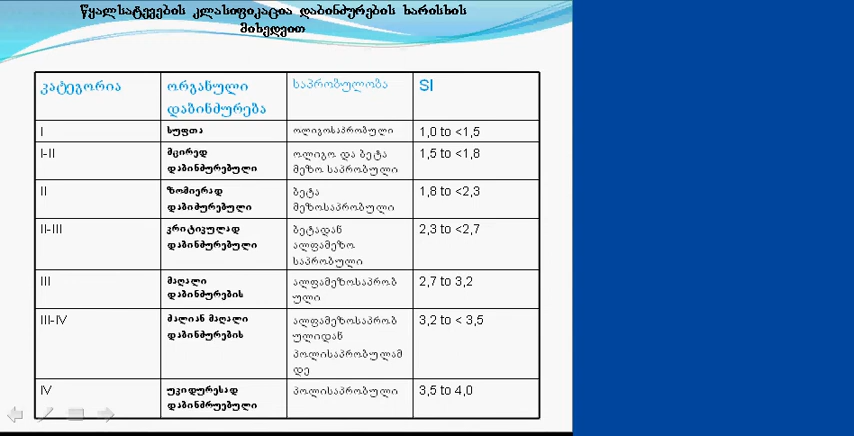 წყალსატევების კლასიფიკაცია დაბინძურების ხარისხის
მიხედვით
კატეგორია
ორგანული
დაბინძურება
საპრობულობა
SI
I
სუფთა
ოლიგოსაპრობული
1,0 to <1,5
I-II
მცირედ
დაბინძურებული
ოლიგო და ბეტა
მეზო საპრობული
1,5 to <1,8
II
ზომიერად
დაბიძურებული
ბეტა
მეზოსაპრობული
1,8 to <2,3
II-III
კრიტიკულად
დაბინძურებული
ბეტადან
ალფამეზო
საპრობული
2,3 to <2,7
III
მაღალი
დაბინძურების
ალფამეზოსაპრობ
ული
2,7 to 3,2
III-IV
ძალიან მაღალი
დაბინძურების
ალფამეზოსაპრობ
ულიდან
პოლისაპრობულამ
დე
3,2 to < 3,5
IV
უკიდურესად
დაბინძრუებული
პოლისაპრობული
3,5 to 4,0